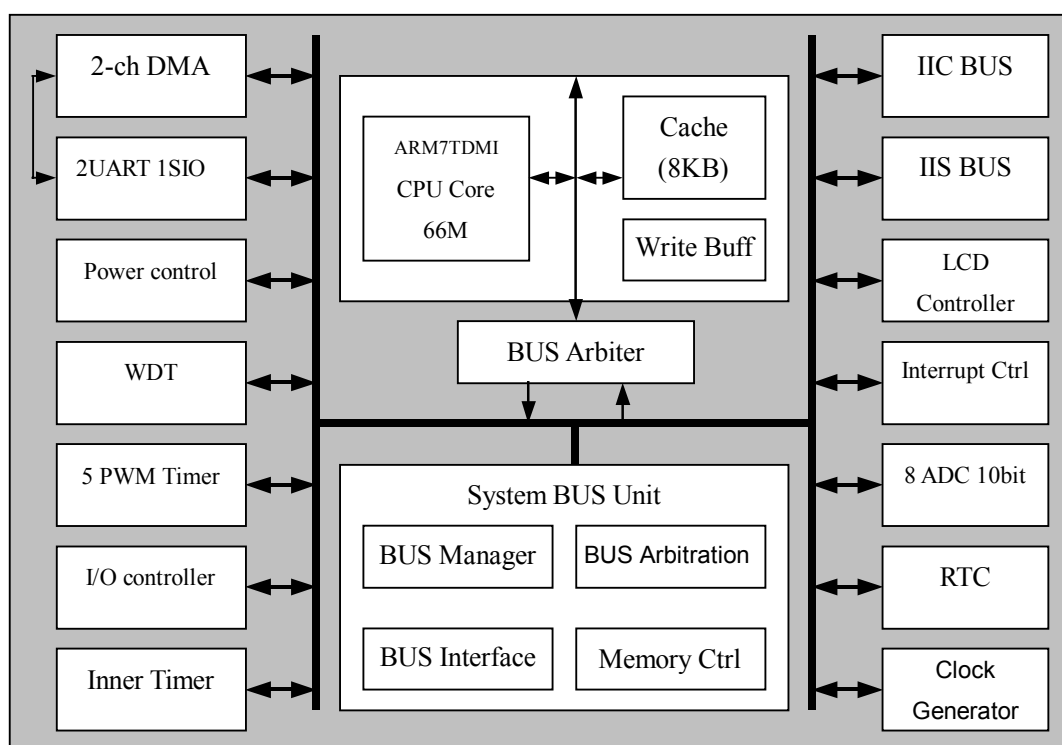 2-ch DMA
2UART 1SIO
Power control
WDT
5 PWM Timer
I/O controller
Inner Timer
ARM7TDMI
CPU Core
66M
Cache
(8KB)
Write Buff
BUS Arbiter
System BUS Unit
BUS Manager
BUS Arbitration
BUS Interface
Memory Ctrl
IIC BUS
IIS BUS
LCD
Controller
Interrupt Ctrl
8 ADC 10bit
RTC
Clock
Generator